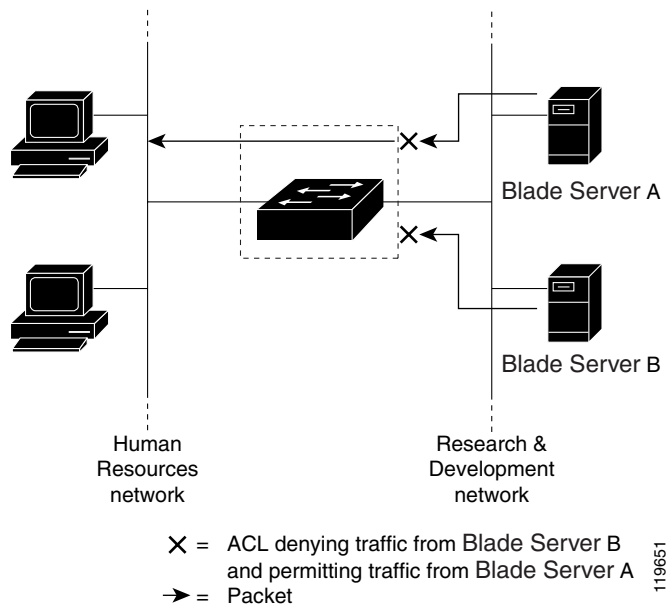 Blade Server A
Blade Server B
Human
Resources
network
Research &
Development
network
X = ACL denying traffic from Blade Server B
and permitting traffic from Blade Server A
→ = Packet
119651